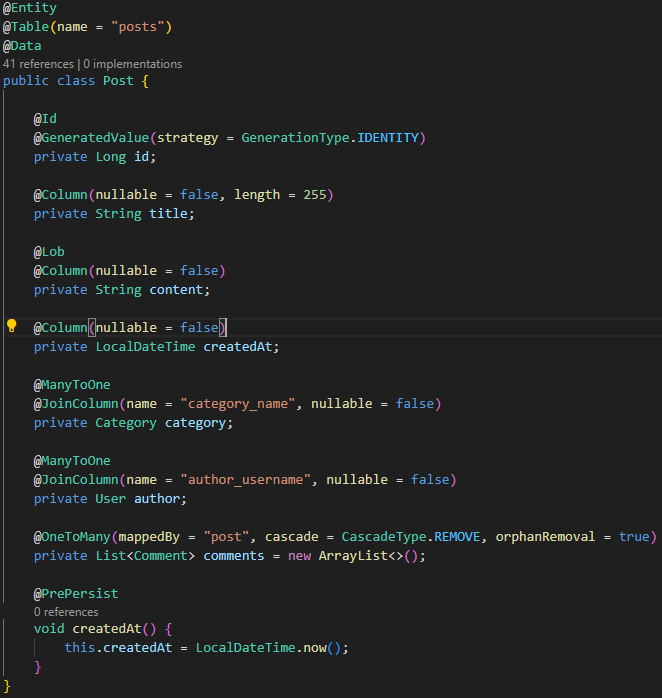 @Entity
@Table(name = "posts")
@Data
41 references | 0 implementations
public class Post {
@Id
@GeneratedValue(strategy = GenerationType.IDENTITY)
private Long id;
@Column(nullable = false, length = 255)
private String title;
@Lob
@Column(nullable = false)
private String content;
@Column(nullable = false)
private LocalDateTime createdAt;
@ManyToOne
@JoinColumn(name = "category_name", nullable = false)
private Category category;
@ManyToOne
@JoinColumn(name = "author_username", nullable = false)
private User author;
@OneToMany(mappedBy = "post", cascade = CascadeType.REMOVE, orphanRemoval = true)
private List<Comment> comments = new ArrayList<>();
@PrePersist
0 references
void createdAt() {
this.createdAt = LocalDateTime.now();
}
}